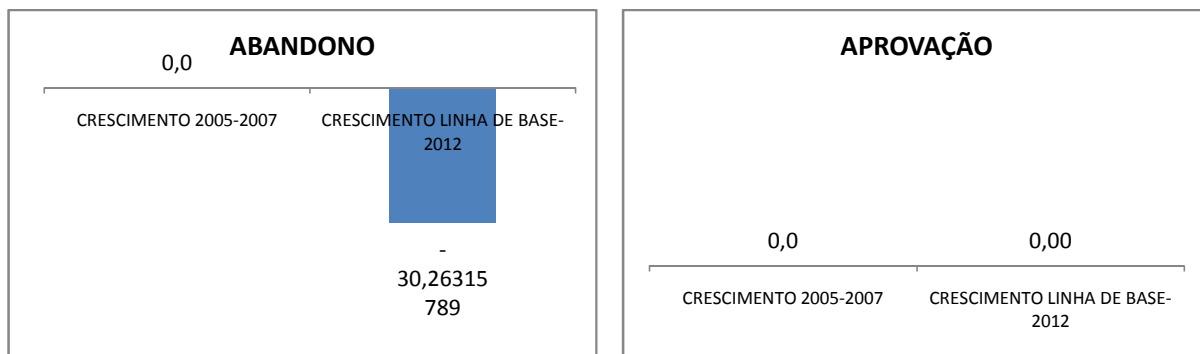 ABANDONO
0,0
CRESCIMENTO 2005-2007
CRESCIMENTO LINHA DE BASE-
2012
-
30,26315
789
APROVAÇÃO
0,0
0,00
CRESCIMENTO 2005-2007
CRESCIMENTO LINHA DE BASE-
2012